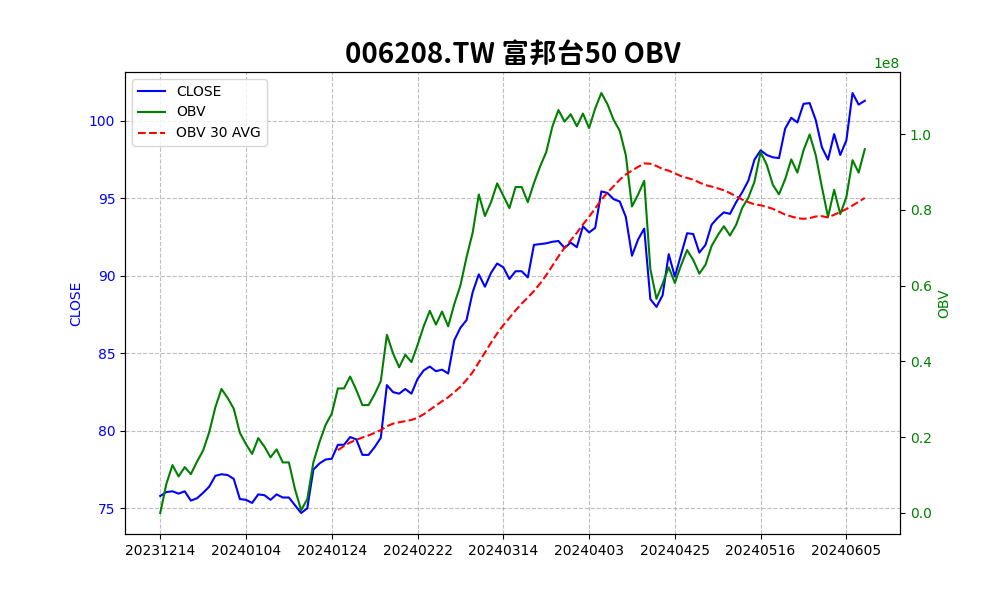 006208.TW 富邦台50 OBV
1e8
CLOSE
OBV
OBV 30 AVG
100
95
90
85
80
75
CLOSE
1.0
0.8
0.6
0.4
0.2
0.0
OBV
20231214 20240104 20240124 20240222 20240314 20240403 20240425 20240516 20240605